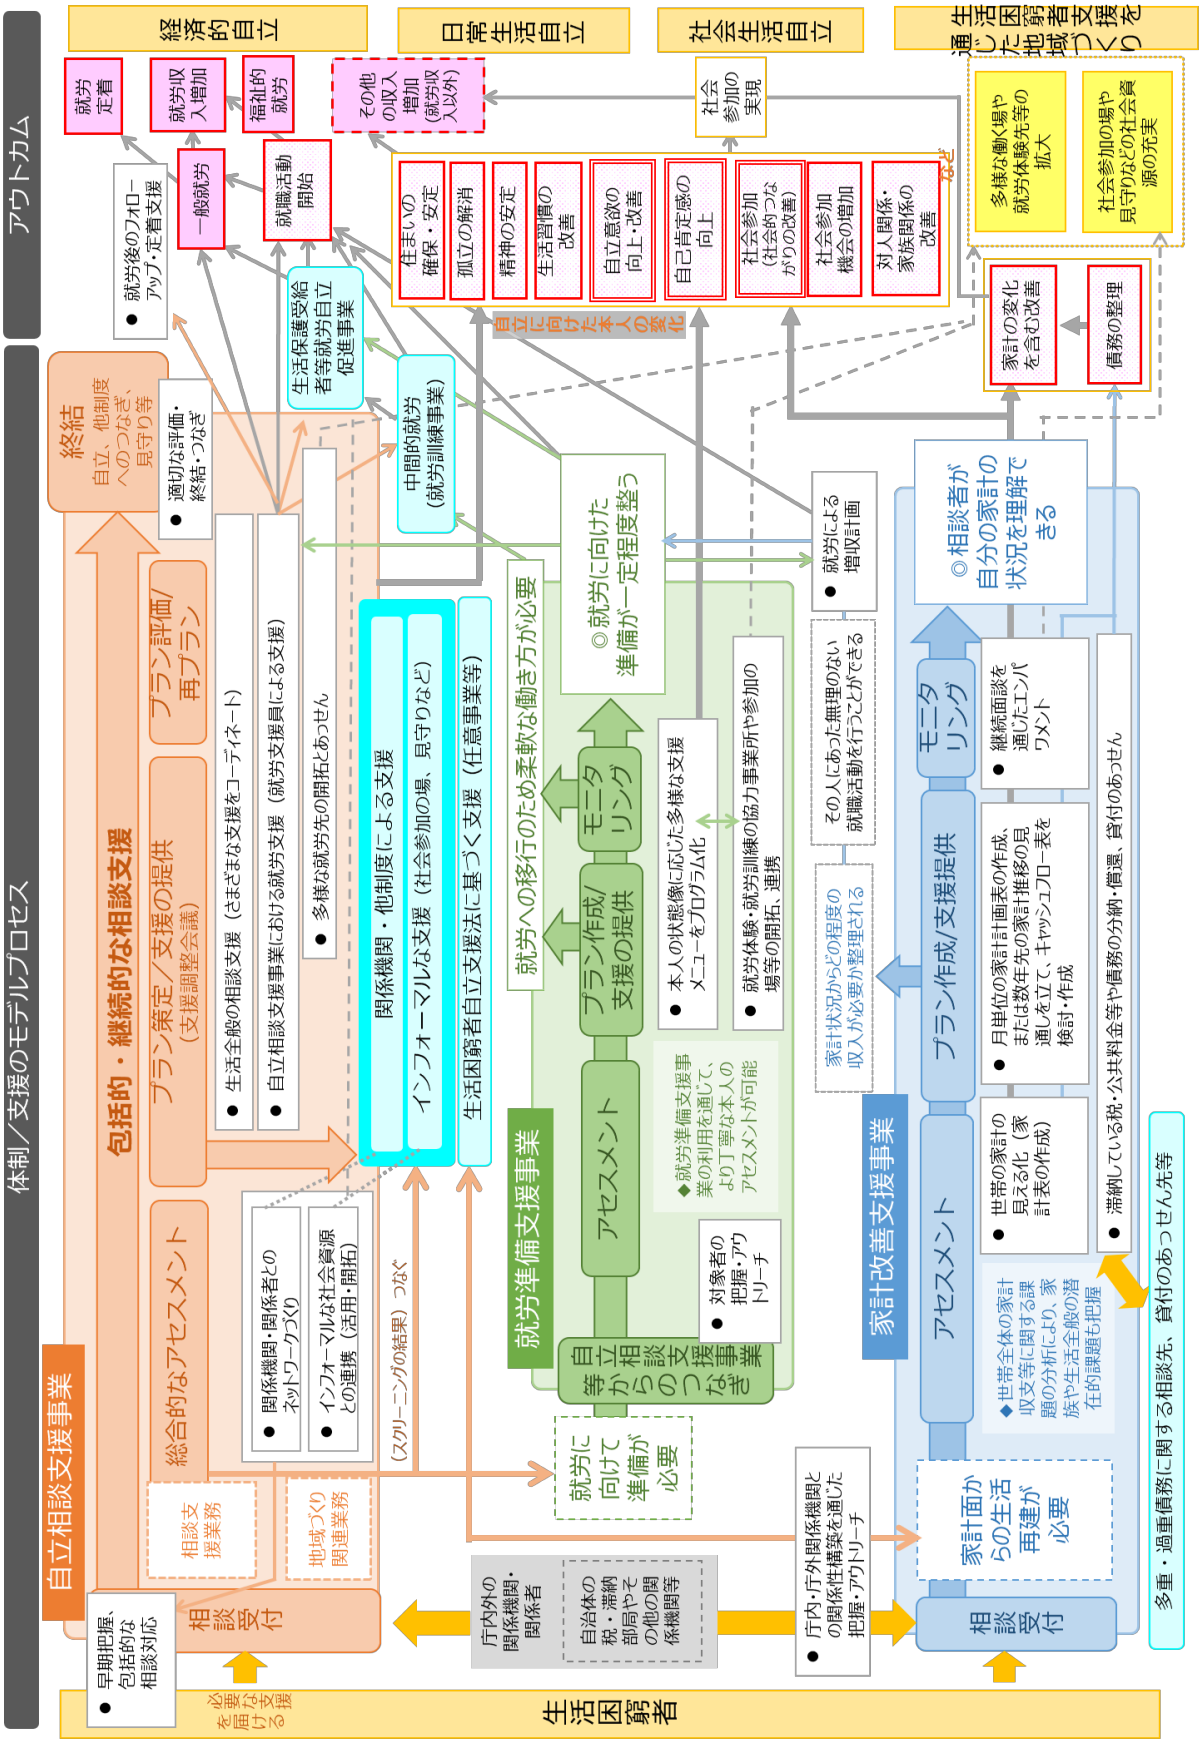 体制／支援のモデルプロセス
アウトカム
生活困窮者
必要な支援
を届
ける
自立相談支援事業
● 早期把握、
包括的な
相談対応
相談
受付
包括的・継続的な相談支援
総合的なアセスメント
プラン策定／支援の提供
（支援調整会議）
プラン評価/
再プラン
終結
自立、他制度
へのつなぎ、
見守り等
● 適切な評価・
終結・つなぎ
相談支
援業務
地域づくり
関連業務
● 関係機関・関係者との
ネットワークづくり
● インフォーマルな社会資源
との連携（活用・開拓）
● 生活全般の相談支援（さまざまな支援をコーディネート）
● 自立相談支援事業における就労支援（就労支援員による支援）
● 多様な就労先の開拓とあっせん
● 就労後のフォロー
アップ・定着支援
関係機関・他制度による支援
インフォーマルな支援（社会参加の場、見守りなど）
生活困窮者自立支援法に基づく支援（任意事業等）
（スクリーニングの結果）つなぐ
生活保護受給
者等就労自立
促進事業
中間的就労
（就労訓練事業）
就労準備支援事業
就労への移行のため柔軟な働き方が必要
就労に
向けて
準備が
必要
自立相談支援事業
等からのつなぎ
アセスメント
プラン作成/
支援の提供
モニタ
リング
◎就労に向けた
準備が一定程度整う
● 対象者の
把握・アウ
トリーチ
◆就労準備支援事
業の利用を通じて、
より丁寧な本人の
アセスメントが可能
● 本人の状態像に応じた多様な支援
メニューをプログラム化
● 就労体験・就労訓練の協力事業所や参加の
場等の開拓、連携
庁内外の
関係機関・
関係者
自治体の
税・滞納
部局やそ
の他の関
係機関等
● 庁内・庁外関係機関と
の関係性構築を通じた
把握・アウトリーチ
家計状況からどの程度の
収入が必要か整理される
その人にあった無理のない
就職活動を行うことができる
● 就労による
増収計画
家計改善支援事業
相談
受付
家計面か
らの生活
再建が
必要
アセスメント
プラン作成/支援提供
モニタ
リング
◎相談者が
自分の家計の
状況を理解で
きる
◆世帯全体の家計
収支等に関する課
題の分析により、家
族や生活全般の潜
在的課題も把握
● 世帯の家計の
見える化（家
計表の作成）
● 月単位の家計計画表の作成、
または数年先の家計推移の見
通しを立て、キャッシュフロー表を
検討・作成
● 継続面談を
通じたエンパ
ワメント
● 滞納している税・公共料金等や債務の分納・償還、貸付のあっせん
多重・過重債務に関する相談先、貸付のあっせん先等
経済的自立
日常生活自立
社会生活自立
生活困窮者支援を
通じた地域づくり
就労
定着
就労収
入増加
福祉的
就労
一般就労
就職活動
開始
その他
の収入
増加
（就労収
入以外）
社会
参加の
実現
住まいの
確保・安定
孤立の解消
精神の安定
生活習慣の
改善
自立意欲の
向上・改善
自己肯定感の
向上
社会参加
（社会的つな
がりの改善）
社会参加
機会の増加
対人関係・
家族関係の
改善
など
自立に向けた本人の変化
家計の変化
を含む改善
債務の整理
多様な働く場や
就労体験先等の
拡大
社会参加の場や
見守りなどの社会資
源の充実